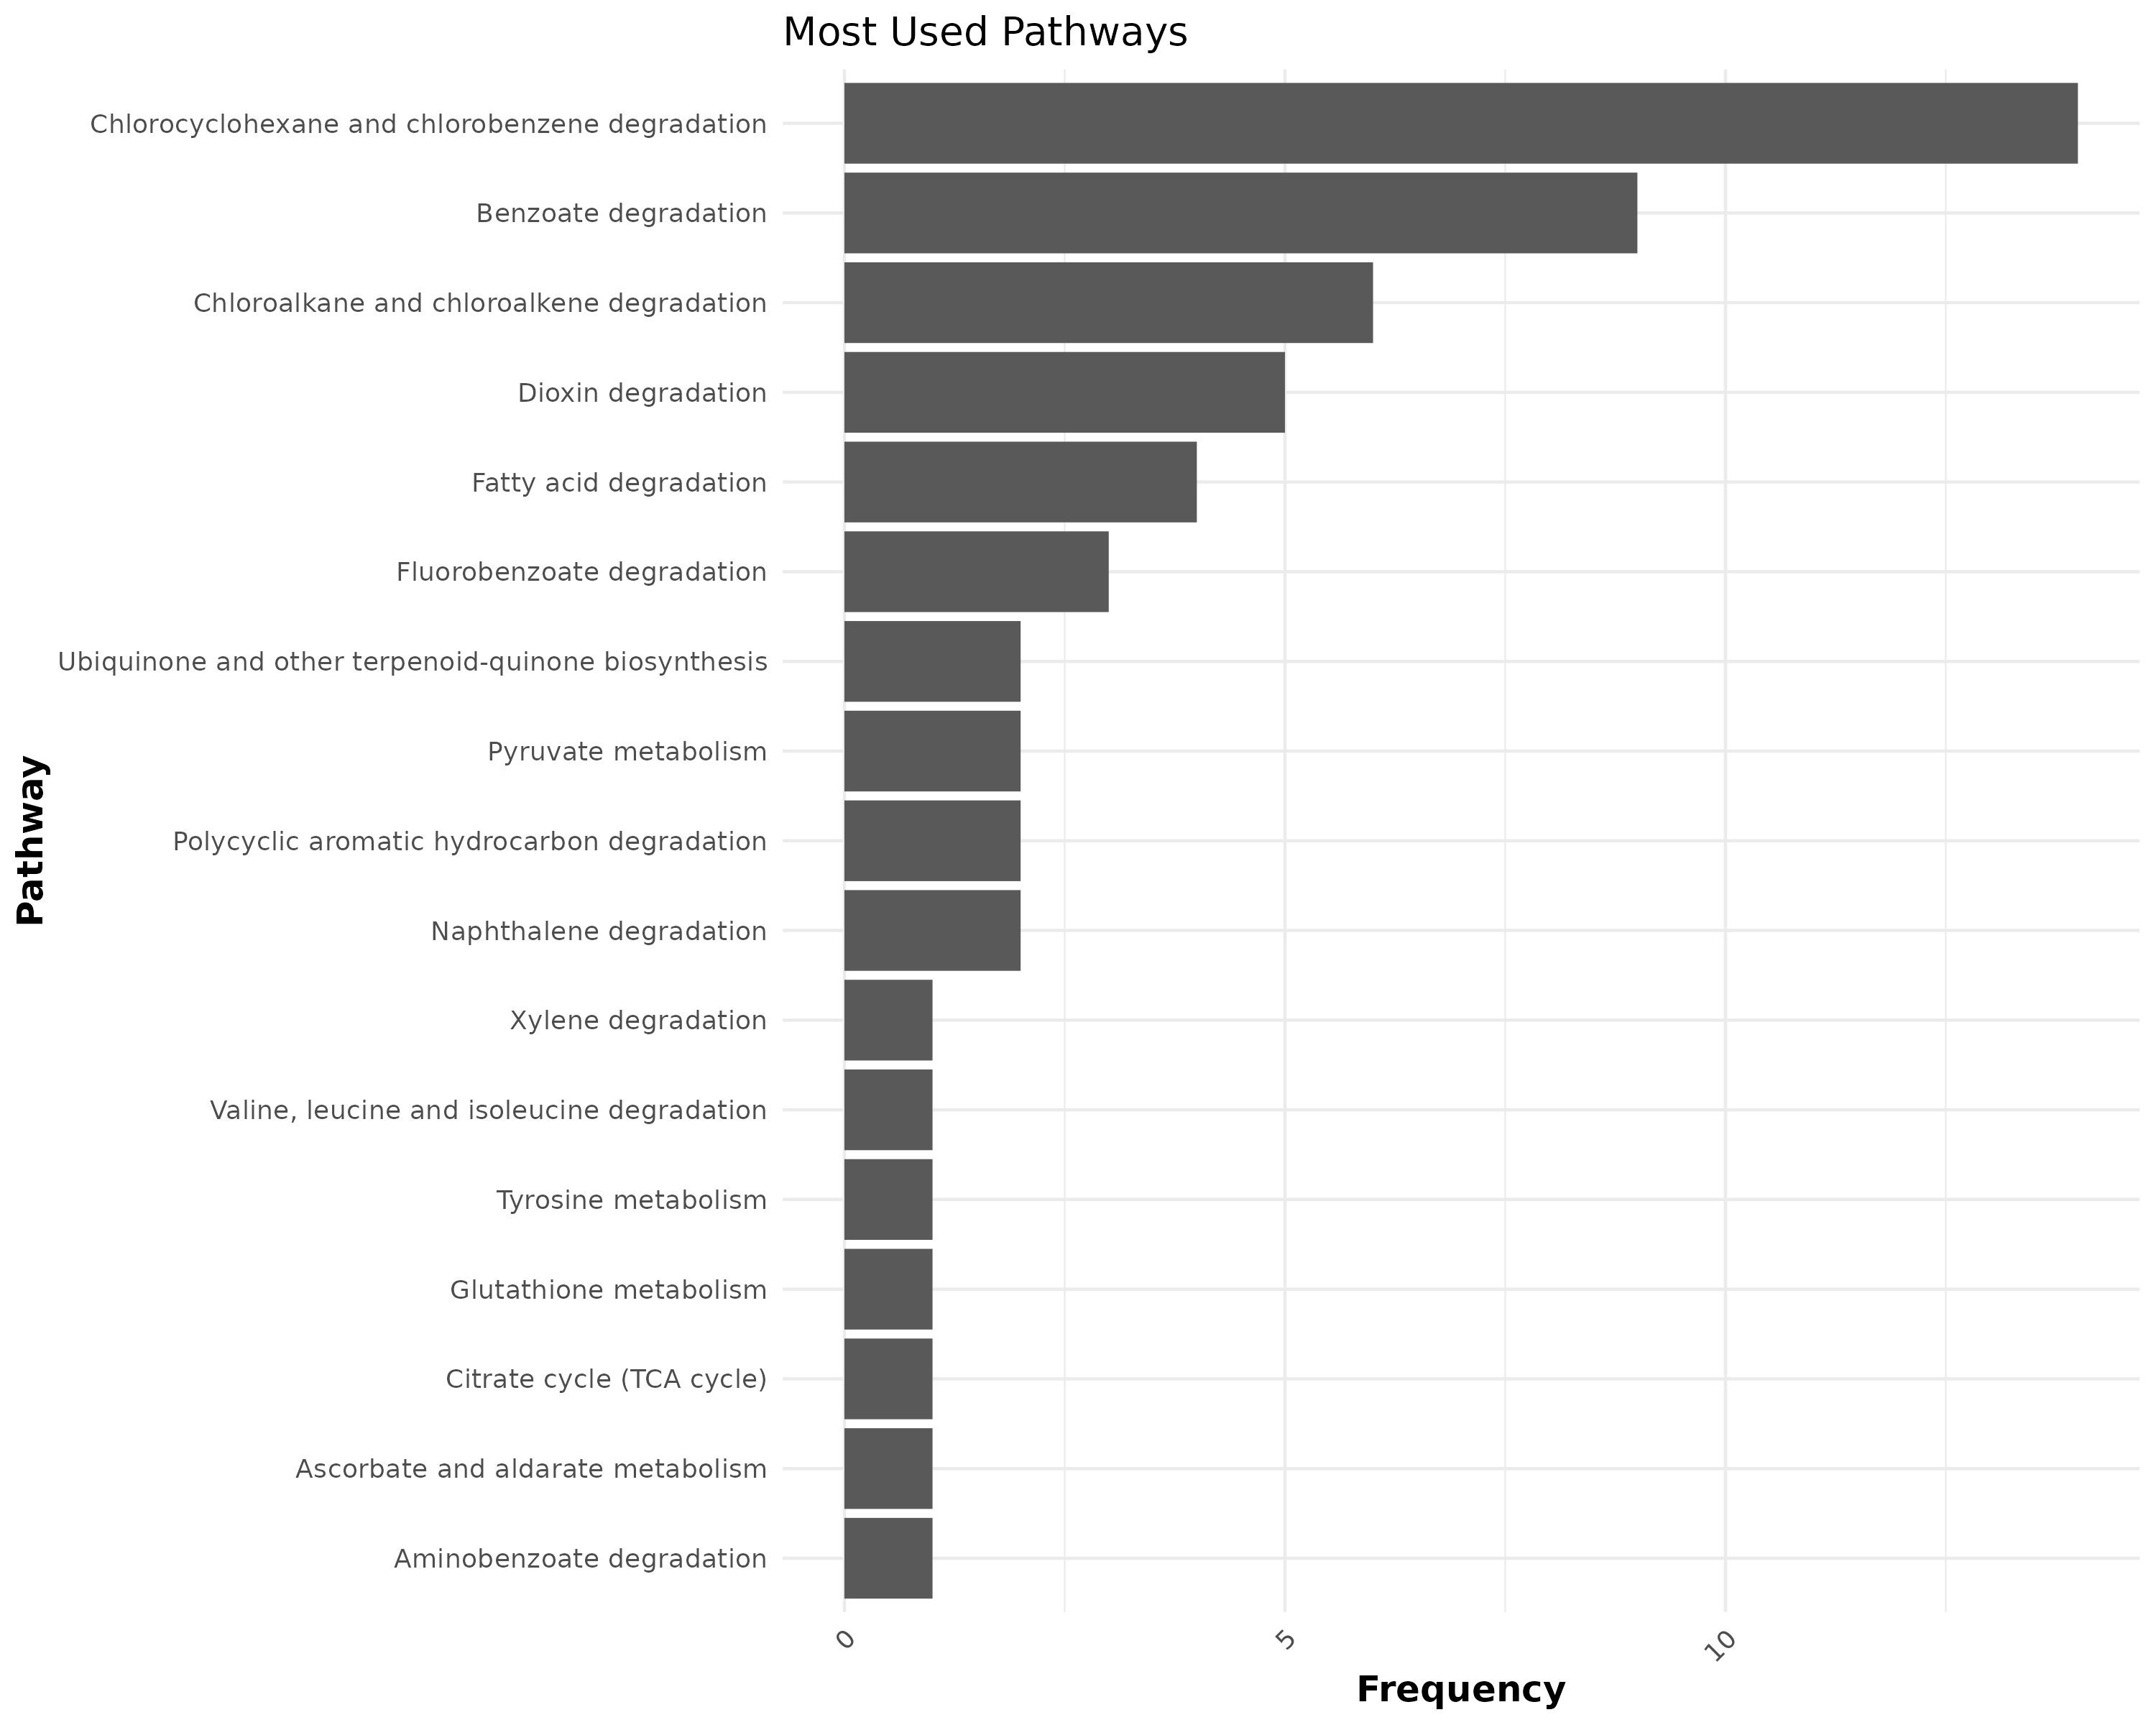 Most Used Pathways
Chlorocyclohexane and chlorobenzene degradation
Benzoate degradation
Chloroalkane and chloroalkene degradation
Dioxin degradation
Fatty acid degradation
Fluorobenzoate degradation
Ubiquinone and other terpenoid-quinone biosynthesis
Pyruvate metabolism
Polycyclic aromatic hydrocarbon degradation
Naphthalene degradation
Xylene degradation
Valine, leucine and isoleucine degradation
Tyrosine metabolism
Glutathione metabolism
Citrate cycle (TCA cycle)
Ascorbate and aldarate metabolism
Aminobenzoate degradation
Pathway
0
5
10
Frequency